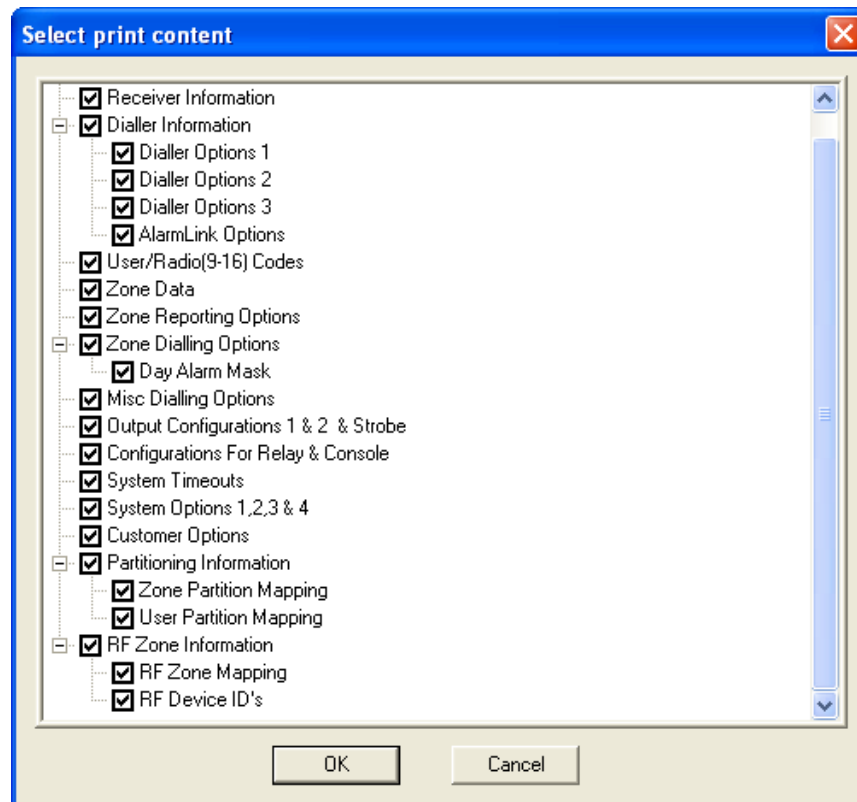 Select print content
Receiver Information
Dialler Information
Dialler Options 1
Dialler Options 2
Dialler Options 3
AlarmLink Options
User/Radio(9-16) Codes
Zone Data
Zone Reporting Options
Zone Dialling Options
Day Alarm Mask
Misc Dialling Options
Output Configurations 1 & 2  & Strobe
Configurations For Relay & Console
System Timeouts
System Options 1,2,3 & 4
Customer Options
Partitioning Information
Zone Partition Mapping
User Partition Mapping
RF Zone Information
RF Zone Mapping
RF Device ID's
OK
Cancel